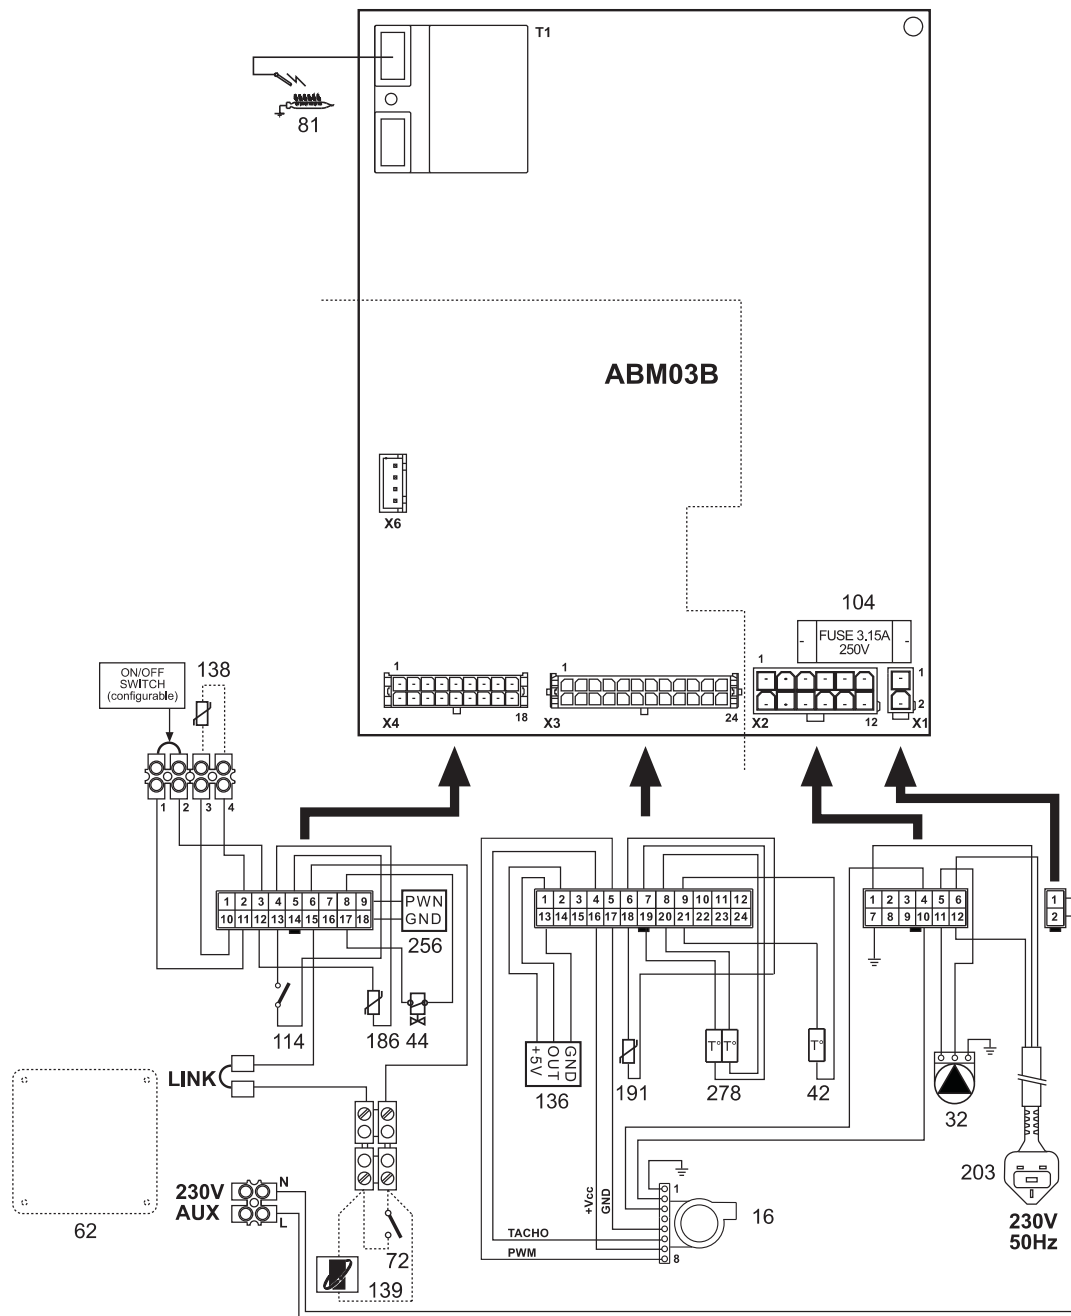 T1
81
ABM03B
X6
104
FUSE 3.15A
250V
1
1
1
1
2
X4
18
X3
24
X2
12
X1
ON/OFF
SWITCH
(configurable)
138
1
2
3
4
1 2 3 4 5 6 7 8 9
10 11 12 13 14 15 16 17 18
PWN
GND
256
1 2 3 4 5 6 7 8 9 10 11 12
13 14 15 16 17 18 19 20 21 22 23 24
1 2 3 4 5 6
7 8 9 10 11 12
1
2
114
186
44
+5V
OUT
GND
136
191
T°
T°
278
T°
42
32
203
230V
50Hz
LINK
62
230V
AUX
N
L
72
139
+Vcc
GND
TACHO
PWM
1
8
16